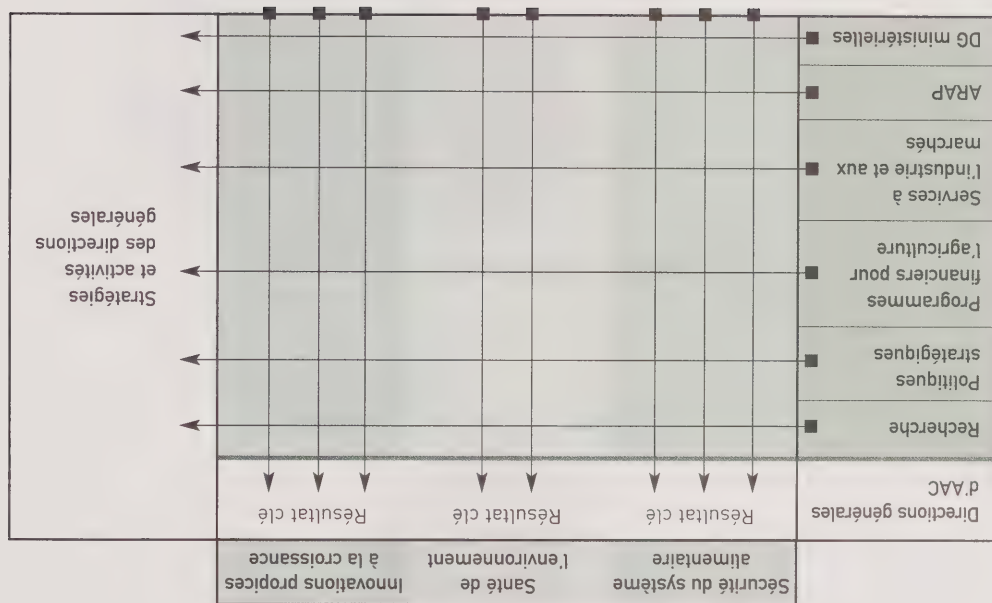 Sécurité du système
alimentaire
Santé de
l'environnement
Innovations propices
à la croissance
Directions générales
d'AAC
Résultat clé
Résultat clé
Résultat clé
Recherche
Politiques
stratégiques
Programmes
financiers pour
l'agriculture
Services à
l'industrie et aux
marchés
ARAP
DG ministérielles
Stratégies
et activités
des directions
générales